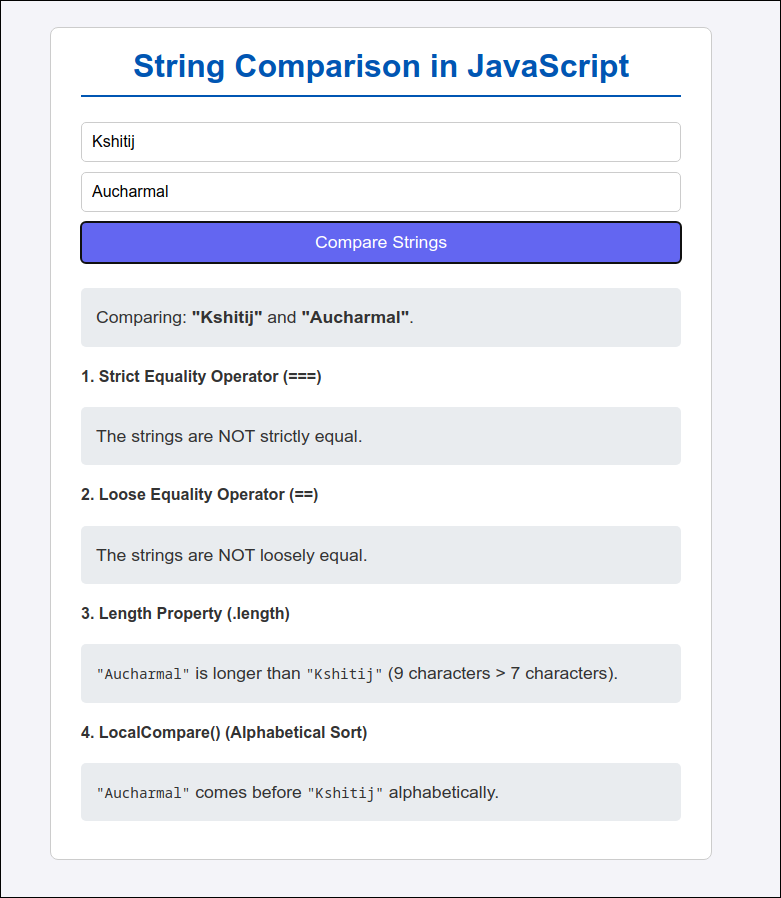 String Comparison in JavaScript
Kshitij
Aucharmal
Compare Strings
Comparing: "Kshitij" and "Aucharmal".
1. Strict Equality Operator (===)
The strings are NOT strictly equal.
2. Loose Equality Operator (==)
The strings are NOT loosely equal.
3. Length Property (.length)
"Aucharmal" is longer than "Kshitij" (9 characters > 7 characters).
4. LocalCompare() (Alphabetical Sort)
"Aucharmal" comes before "Kshitij" alphabetically.